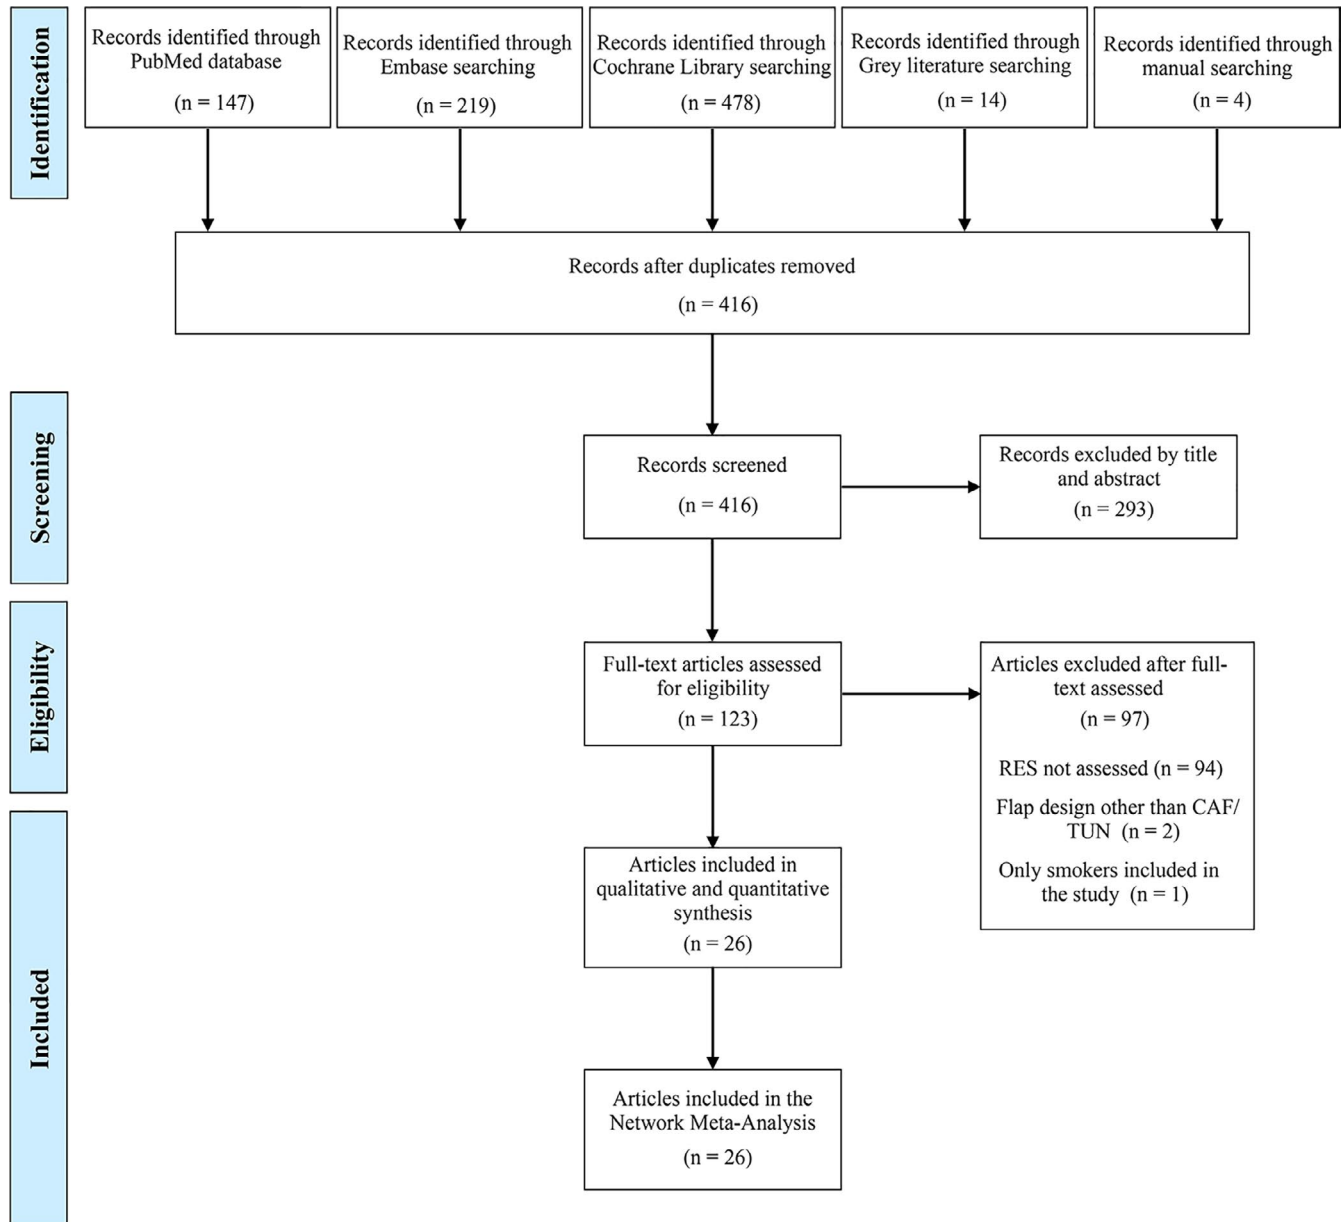 Identification
Records identified through
PubMed database
(n = 147)
Records identified through
Embase searching
(n = 219)
Records identified through
Cochrane Library searching
(n = 478)
Records identified through
Grey literature searching
(n = 14)
Records identified through
manual searching
(n = 4)
Records after duplicates removed
(n = 416)
Screening
Records screened
(n = 416)
Records excluded by title
and abstract
(n = 293)
Eligibility
Full-text articles assessed
for eligibility
(n = 123)
Articles excluded after full-
text assessed
(n = 97)
RES not assessed (n = 94)
Flap design other than CAF/
TUN (n = 2)
Only smokers included in
the study (n = 1)
Included
Articles included in
qualitative and quantitative
synthesis
(n = 26)
Articles included in the
Network Meta-Analysis
(n = 26)